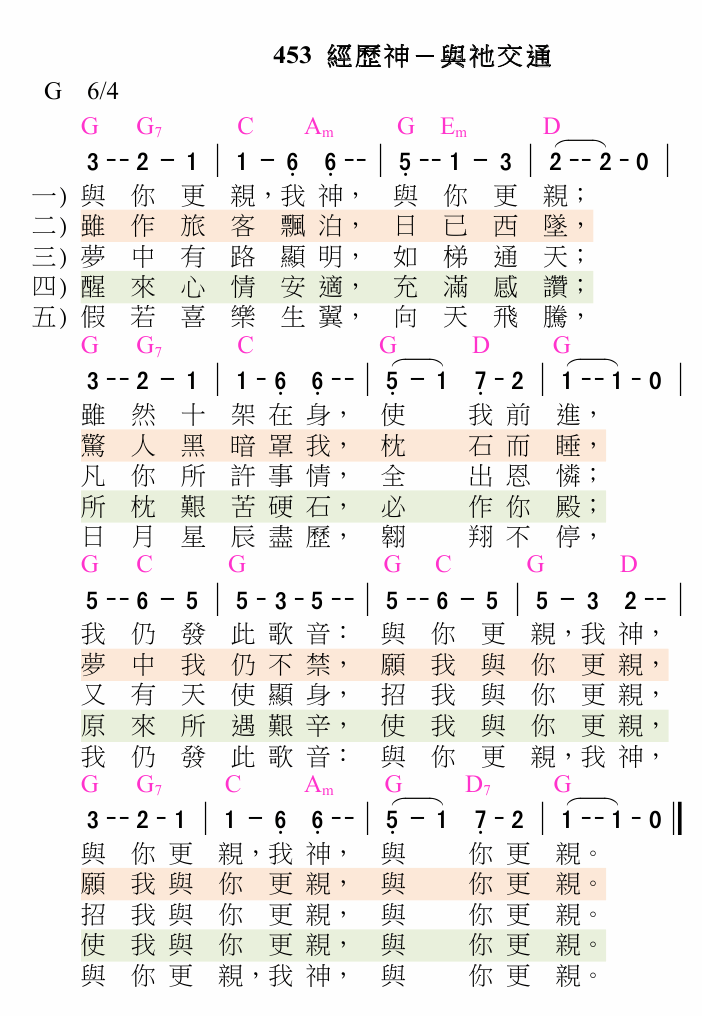 453 經歷神－與祂交通
G 6/4
G G7 C Am G Em D
3 -- 2 - 1 | 1 - 6̣ 6̣ -- | 5̣ -- 1 - 3 | 2 -- 2 - 0 |
一) 與 你 更 親，我 神， 與 你 更 親；
二) 雖 作 旅 客 飄 泊， 日 已 西 墜，
三) 夢 中 有 路 顯 明， 如 梯 通 天；
四) 醒 來 心 情 安 適， 充 滿 感 讚；
五) 假 若 喜 樂 生 翼， 向 天 飛 騰，
G G7 C G D G
3 -- 2 - 1 | 1 - 6̣ 6̣ -- | 5̣ - 1 7̣ - 2 | 1 -- 1 - 0 |
雖 然 十 架 在 身， 使 我 前 進，
驚 人 黑 暗 罩 我， 枕 石 而 睡，
凡 你 所 許 事 情， 全 出 恩 憐；
所 枕 艱 苦 硬 石， 必 作 你 殿；
日 月 星 辰 盡 歷， 翱 翔 不 停，
G C G G C G D
5 -- 6 - 5 | 5 - 3 - 5 -- | 5 -- 6 - 5 | 5 - 3 2 -- |
我 仍 發 此 歌 音： 與 你 更 親，我 神，
夢 中 我 仍 不 禁， 願 我 與 你 更 親，
又 有 天 使 顯 身， 招 我 與 你 更 親，
原 來 所 遇 艱 辛， 使 我 與 你 更 親，
我 仍 發 此 歌 音： 與 你 更 親，我 神，
G G7 C Am G D7 G
3 -- 2 - 1 | 1 - 6̣ 6̣ -- | 5̣ - 1 7̣ - 2 | 1 -- 1 - 0 ‖
與 你 更 親，我 神， 與 你 更 親。
願 我 與 你 更 親， 與 你 更 親。
招 我 與 你 更 親， 與 你 更 親。
使 我 與 你 更 親， 與 你 更 親。
與 你 更 親，我 神， 與 你 更 親。